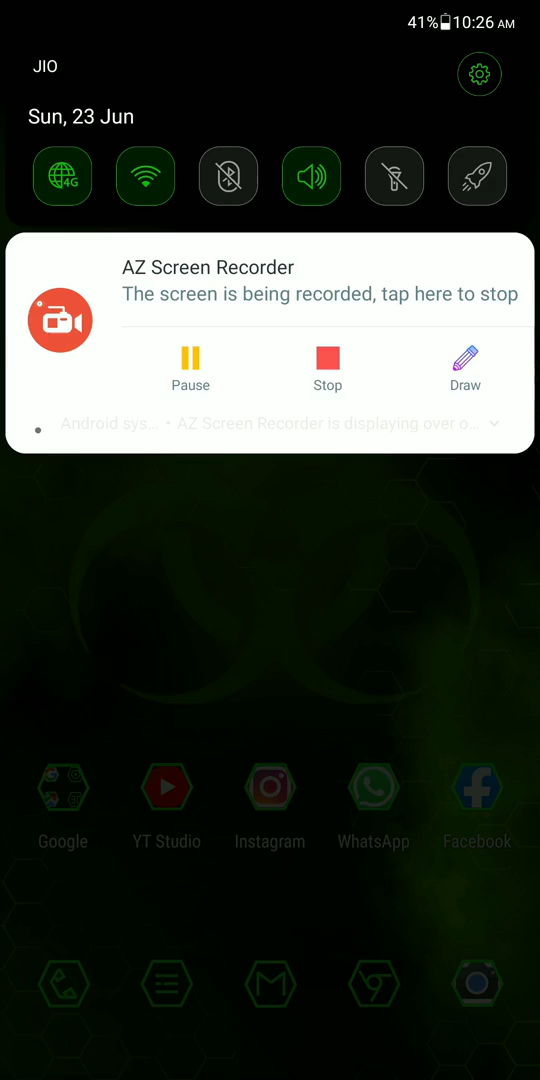 41% 10:26 AM
JIO
Sun, 23 Jun
4G
AZ Screen Recorder
The screen is being recorded, tap here to stop
Pause Stop Draw
Android sys... • AZ Screen Recorder is displaying over o...
Google YT Studio Instagram WhatsApp Facebook